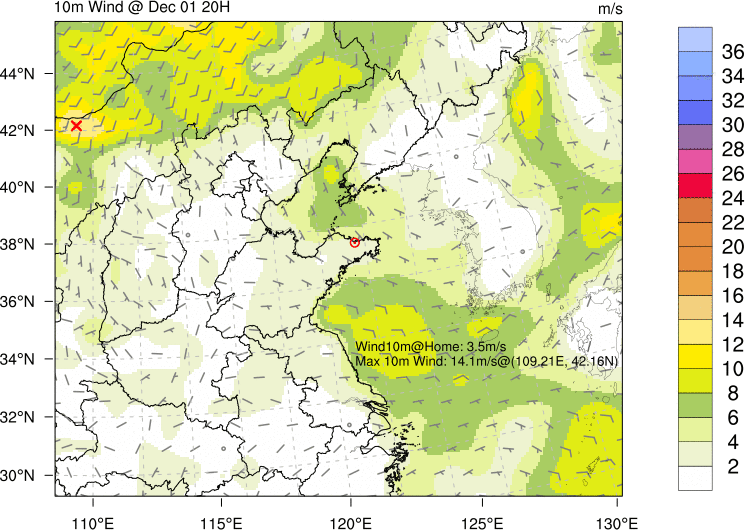 10m Wind @ Dec 01 20H
m/s
44°N
42°N
40°N
38°N
36°N
34°N
32°N
30°N
Wind10m@Home: 3.5m/s
Max 10m Wind: 14.1m/s@(109.21E, 42.16N)
110°E
115°E
120°E
125°E
130°E
36
34
32
30
28
26
24
22
20
18
16
14
12
10
8
6
4
2